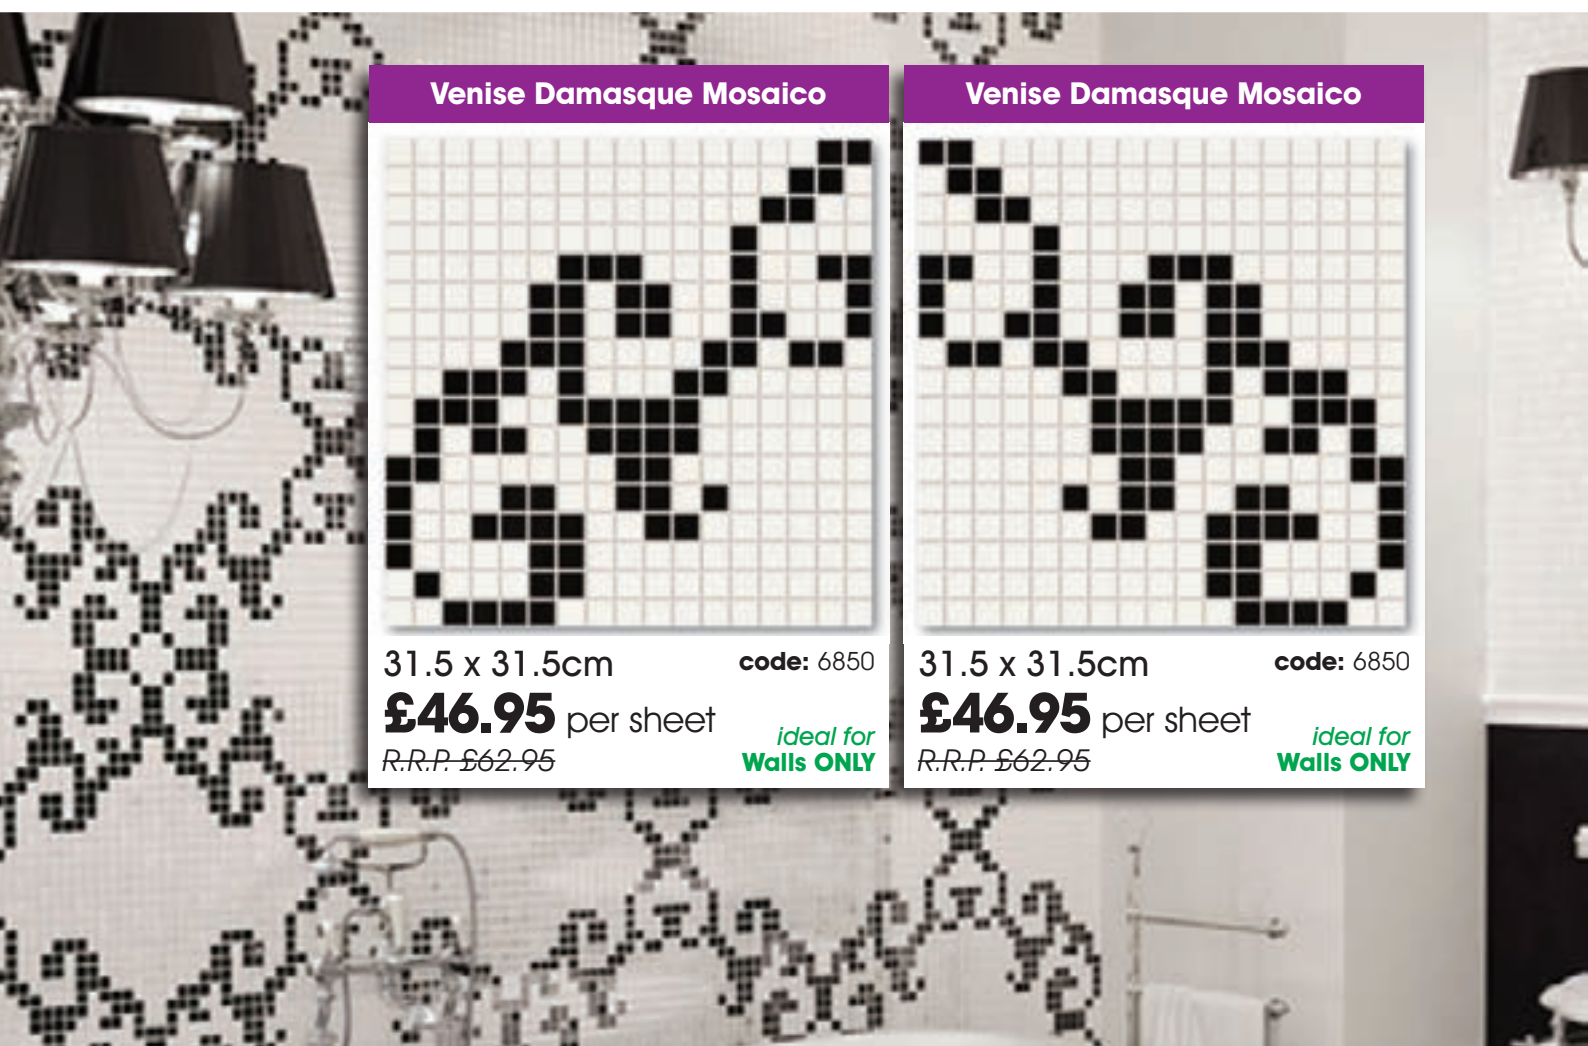 Venise Damasque Mosaico
31.5 x 31.5cm
code: 6850
£46.95 per sheet
R.R.P. £62.95
ideal for
Walls ONLY
Venise Damasque Mosaico
31.5 x 31.5cm
code: 6850
£46.95 per sheet
R.R.P. £62.95
ideal for
Walls ONLY